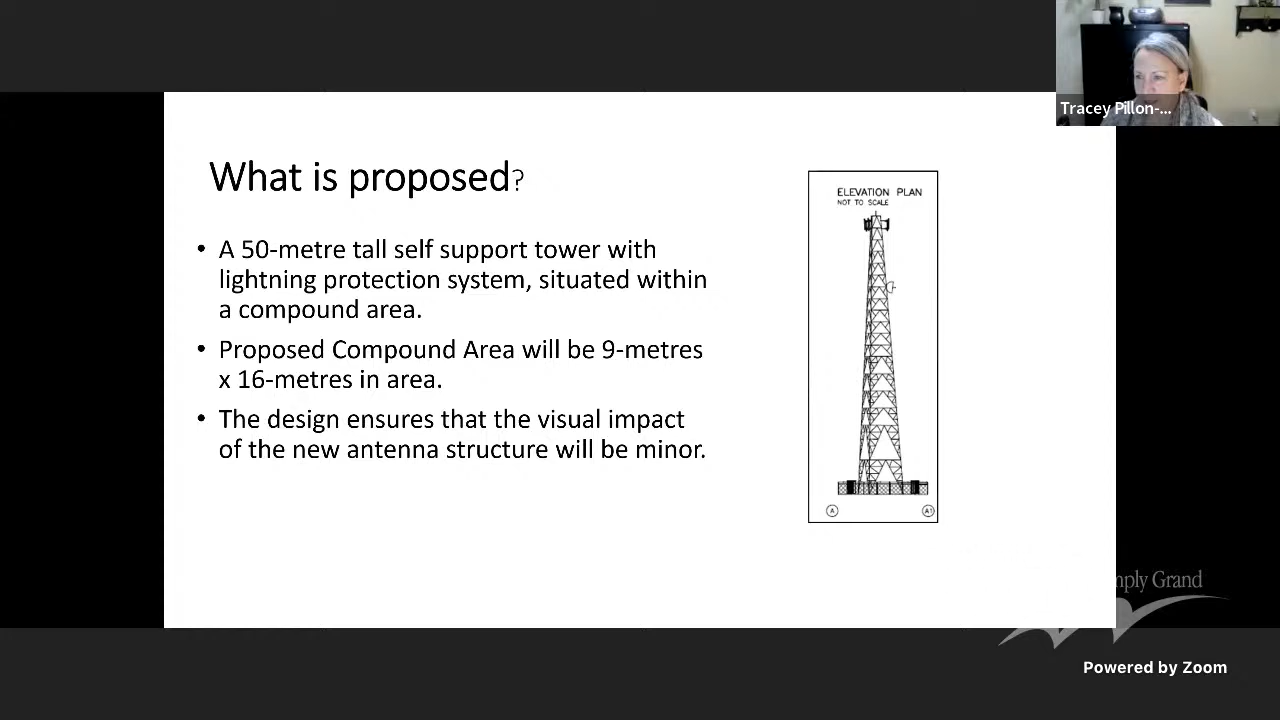 Tracey Pillon-...
What is proposed?
• A 50-metre tall self support tower with
lightning protection system, situated within
a compound area.
• Proposed Compound Area will be 9-metres
x 16-metres in area.
• The design ensures that the visual impact
of the new antenna structure will be minor.
ELEVATION PLAN
NOT TO SCALE
A
A1
Grand
Powered by Zoom